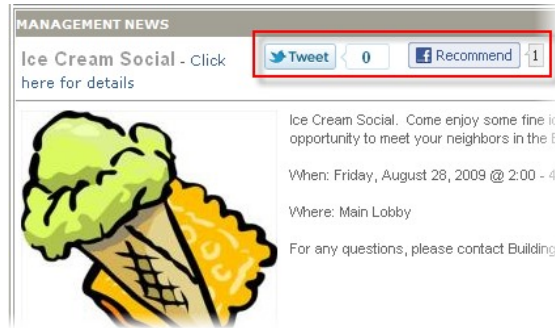 MANAGEMENT NEWS
Ice Cream Social - Click
here for details
Tweet 0 Recommend 1
Ice Cream Social. Come enjoy some fine
opportunity to meet your neighbors in the
When: Friday, August 28, 2009 @ 2:00 - 4
Where: Main Lobby
For any questions, please contact Building